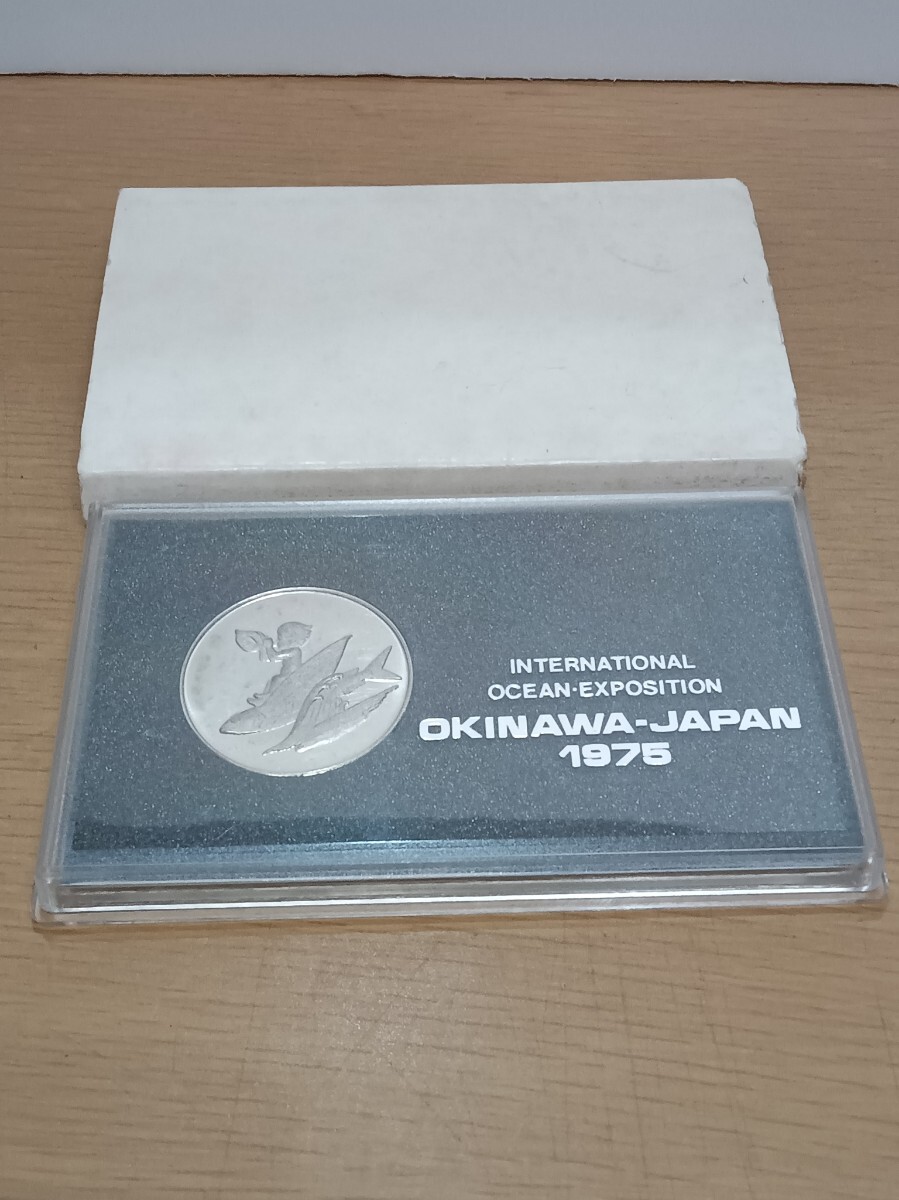 INTERNATIONAL
OCEAN·EXPOSITION
OKINAWA-JAPAN
1975